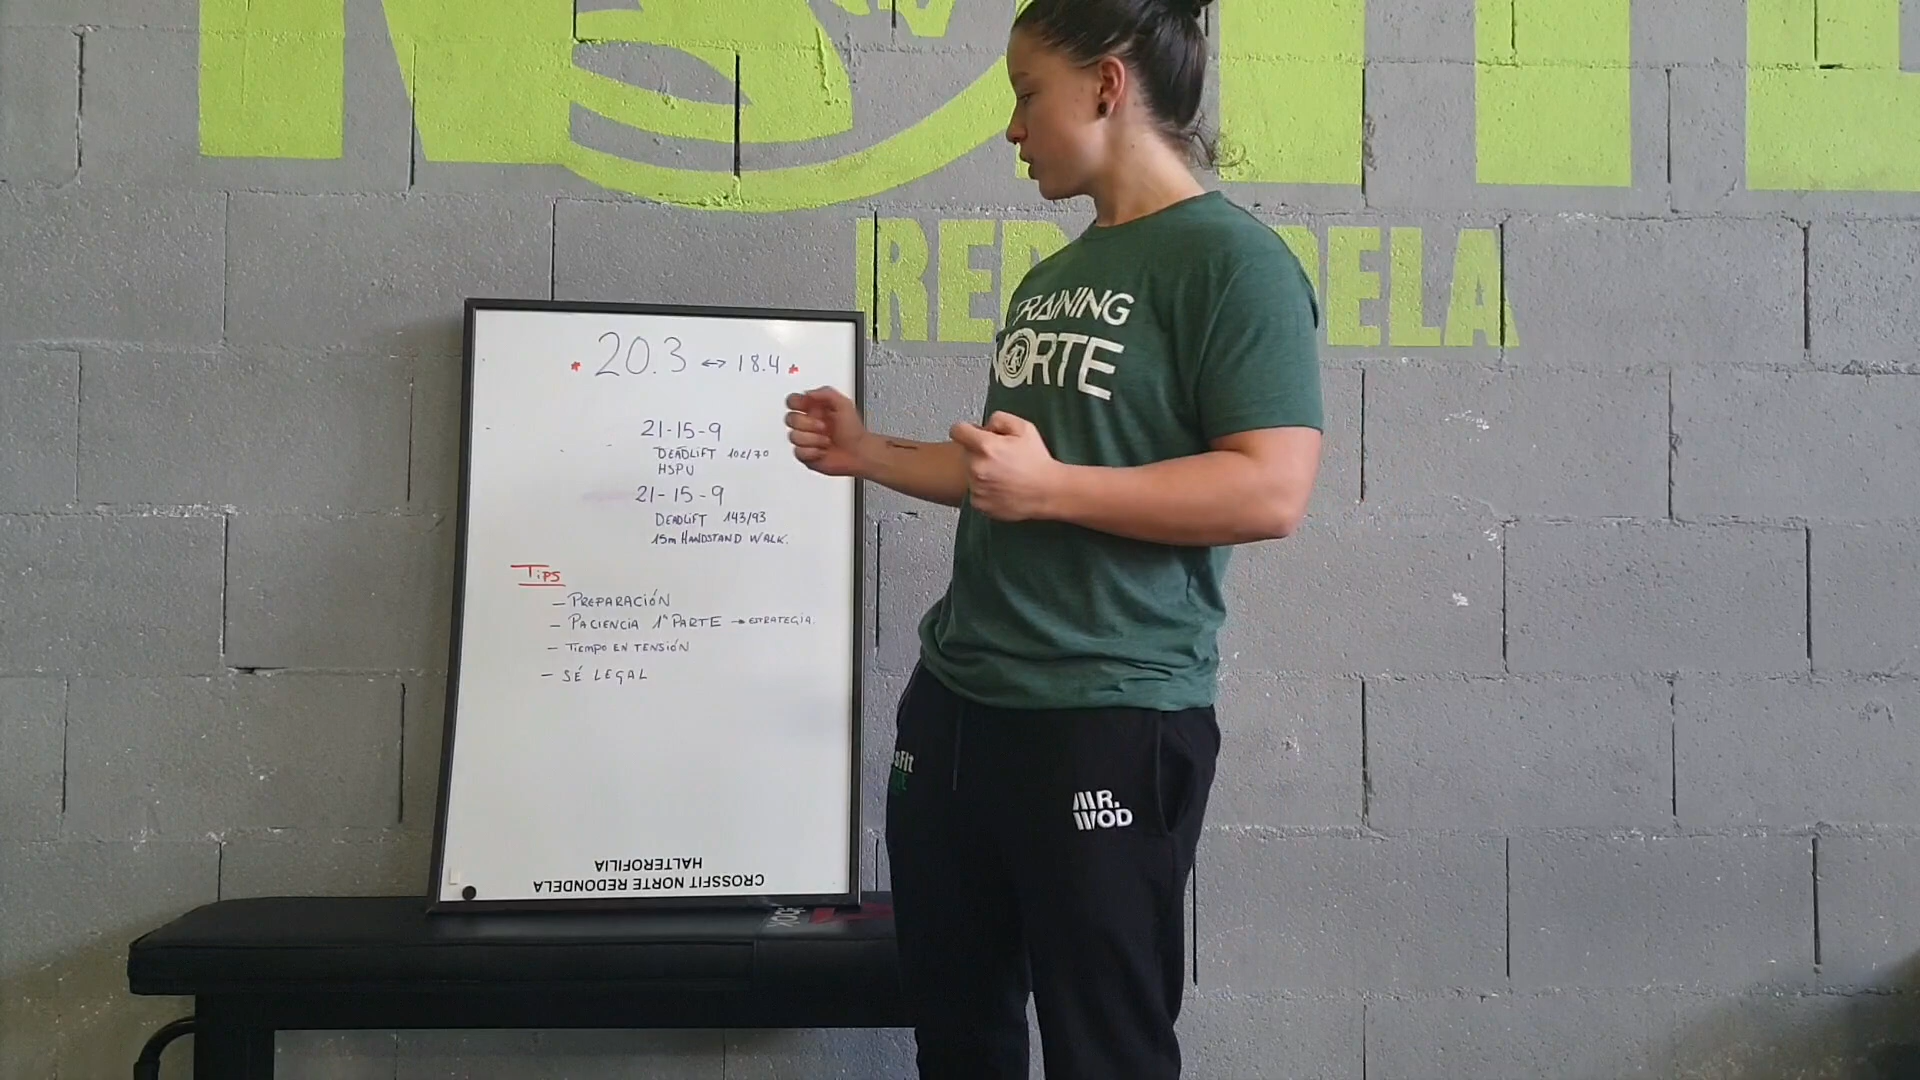 RED DELA
TRAINING
NORTE
* 20.3 ↔ 18.4 *
21-15-9
DEADLIFT 102/70
HSPU
21-15-9
DEADLIFT 143/93
15m HANDSTAND WALK.
TIPS
- PREPARACIÓN
- PACIENCIA 1ª PARTE → ESTRATEGIA.
- TIEMPO EN TENSIÓN
- SÉ LEGAL
CROSSFIT NORTE REDONDELA
HALTEROFILIA
MR.
WOD